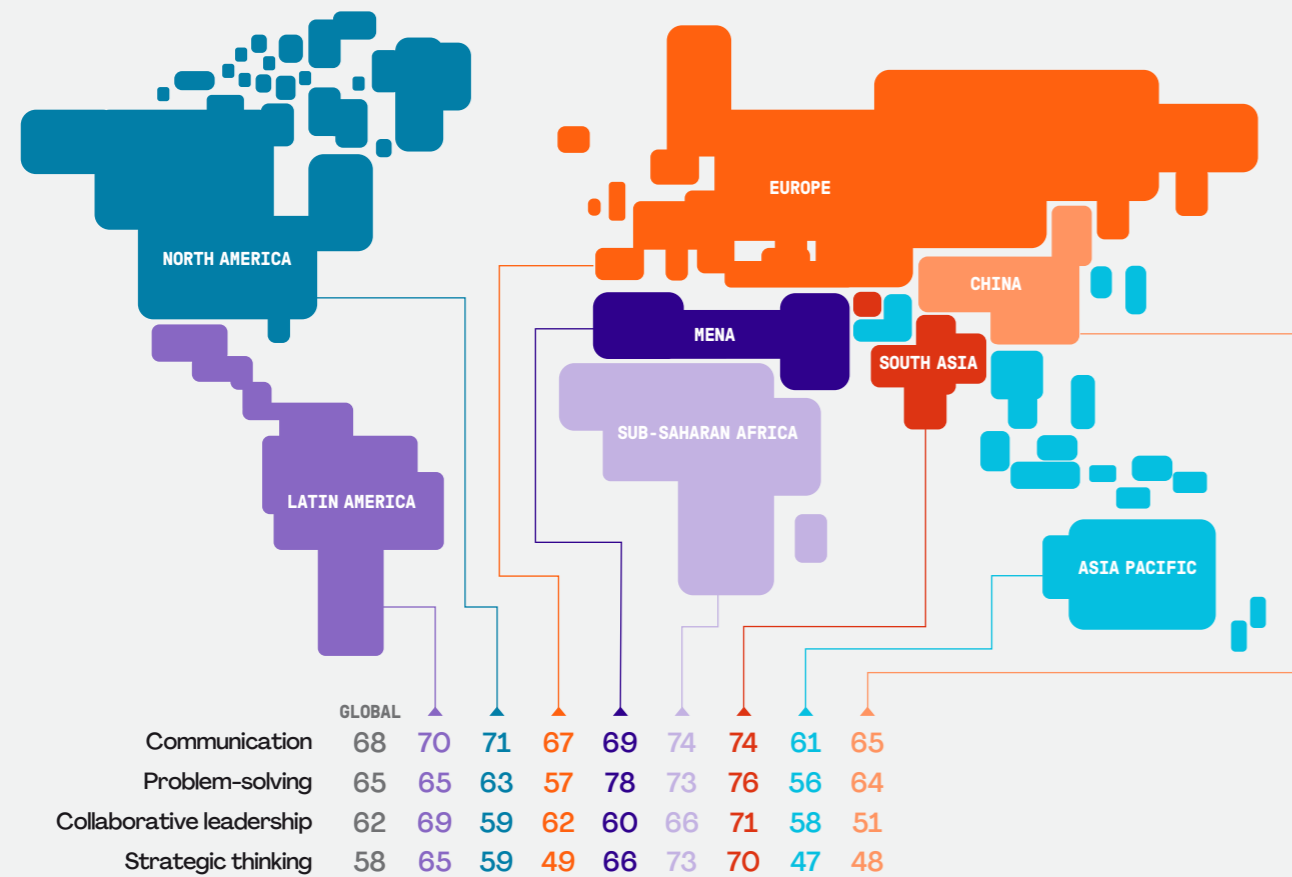 EUROPE
NORTH AMERICA
CHINA
MENA
SOUTH ASIA
SUB-SAHARAN AFRICA
LATIN AMERICA
ASIA PACIFIC
GLOBAL
Communication 68 70 71 67 69 74 74 61 65
Problem-solving 65 65 63 57 78 73 76 56 64
Collaborative leadership 62 69 59 62 60 66 71 58 51
Strategic thinking 58 65 59 49 66 73 70 47 48